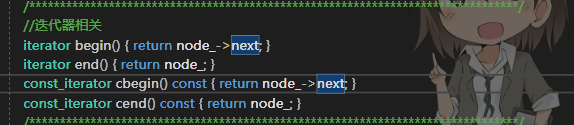 /******************************************************************************/
//迭代器相关
iterator begin() { return node_->next; }
iterator end() { return node_; }
const_iterator cbegin() const { return node_->next; }
const_iterator cend() const { return node_; }
/******************************************************************************/